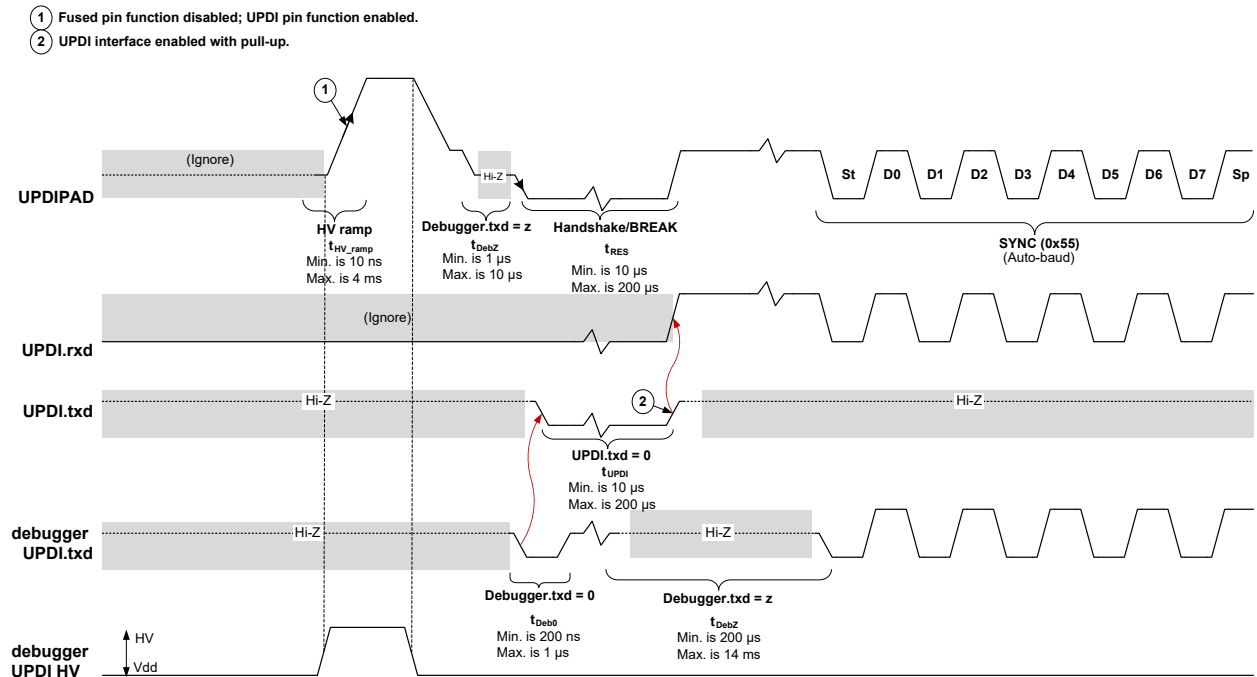 1 Fused pin function disabled; UPDI pin function enabled.
2 UPDI interface enabled with pull-up.
1
(Ignore)
UPDIPAD
Hi-Z
St D0 D1 D2 D3 D4 D5 D6 D7 Sp
HV ramp
tHV_ramp
Min. is 10 ns
Max. is 4 ms
Debugger.txd = z
tDebZ
Min. is 1 µs
Max. is 10 µs
Handshake/BREAK
tRES
Min. is 10 µs
Max. is 200 µs
SYNC (0x55)
(Auto-baud)
(Ignore)
UPDI.rxd
Hi-Z
2
Hi-Z
UPDI.txd
UPDI.txd = 0
tUPDI
Min. is 10 µs
Max. is 200 µs
debugger
UPDI.txd
Hi-Z
Hi-Z
Debugger.txd = 0
tDeb0
Min. is 200 ns
Max. is 1 µs
Debugger.txd = z
tDebZ
Min. is 200 µs
Max. is 14 ms
debugger
UPDI HV
HV
Vdd